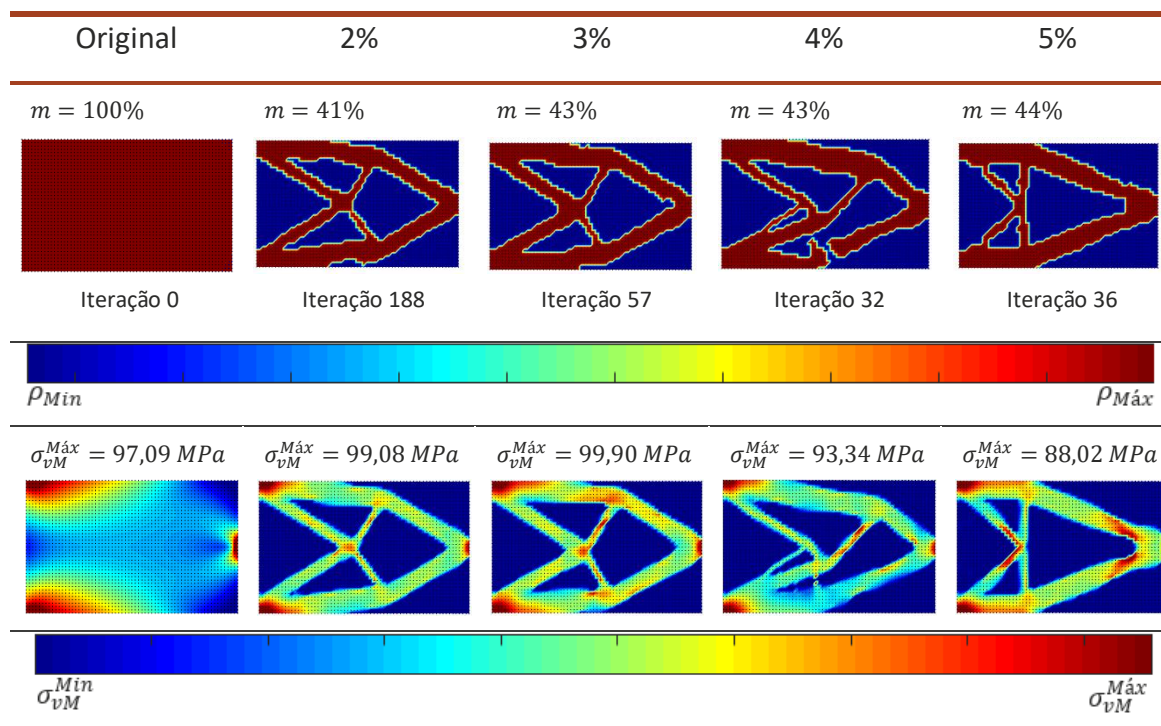 Original 2% 3% 4% 5%
m = 100% m = 41% m = 43% m = 43% m = 44%
Iteração 0 Iteração 188 Iteração 57 Iteração 32 Iteração 36
ρ_Min ρ_Máx
σ_vM^Máx = 97,09 MPa σ_vM^Máx = 99,08 MPa σ_vM^Máx = 99,90 MPa σ_vM^Máx = 93,34 MPa σ_vM^Máx = 88,02 MPa
σ_vM^Min σ_vM^Máx